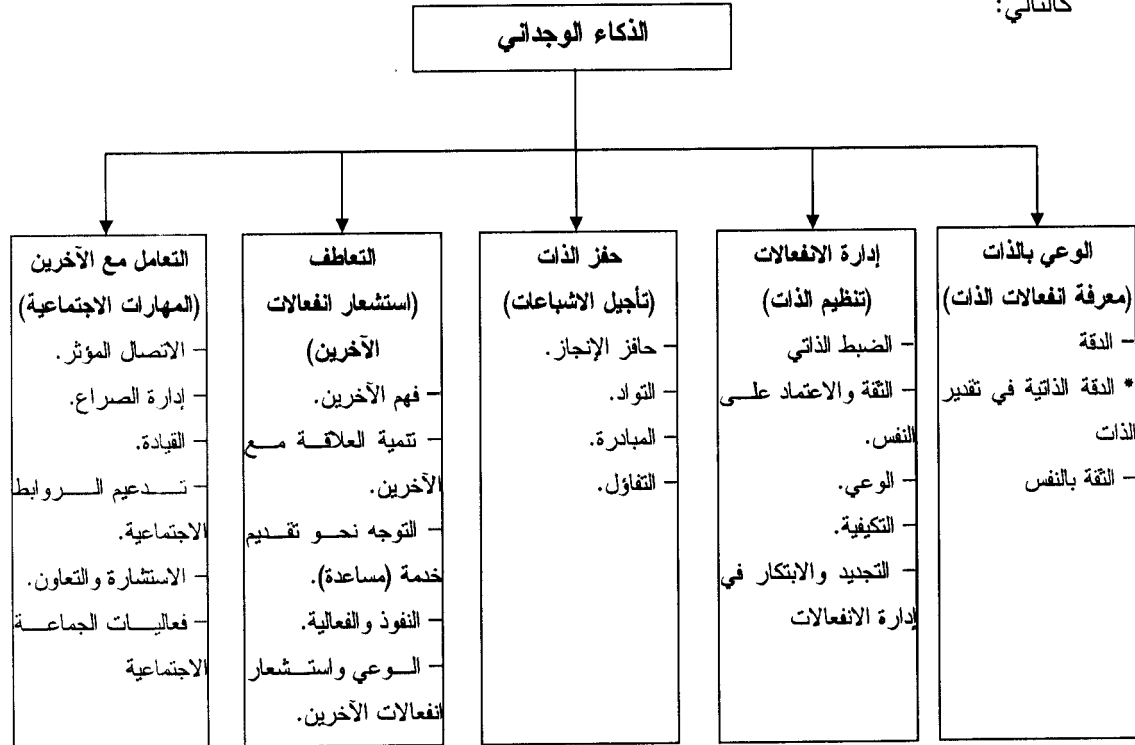 كالتالي:
الذكاء الوجداني
الوعي بالذات
(معرفة انفعالات الذات)
– الدقة
* الدقة الذاتية في تقدير
الذات
– الثقة بالنفس
إدارة الانفعالات
(تنظيم الذات)
– الضبط الذاتي
– الثقة والاعتماد على
النفس.
– الوعي.
– التكيفية.
– التجديد والابتكار في
إدارة الانفعالات
حفز الذات
(تأجيل الاشباعات)
– حافز الإنجاز.
– التواد.
– المبادرة.
– التفاؤل.
التعاطف
(استشعار انفعالات
الآخرين)
– فهم الآخرين.
– تنمية العلاقة مع
الآخرين.
– التوجه نحو تقديم
خدمة (مساعدة).
– النفوذ والفعالية.
– الوعي واستشعار
انفعالات الآخرين.
التعامل مع الآخرين
(المهارات الاجتماعية)
– الاتصال المؤثر.
– إدارة الصراع.
– القيادة.
– تدعيم الروابط
الاجتماعية.
– الاستشارة والتعاون.
– فعاليات الجماعة
الاجتماعية